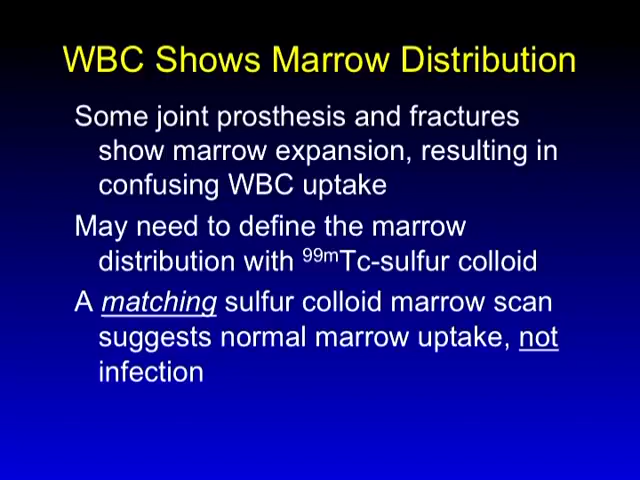 WBC Shows Marrow Distribution
Some joint prosthesis and fractures
show marrow expansion, resulting in
confusing WBC uptake
May need to define the marrow
distribution with ⁹⁹ᵐTc-sulfur colloid
A matching sulfur colloid marrow scan
suggests normal marrow uptake, not
infection